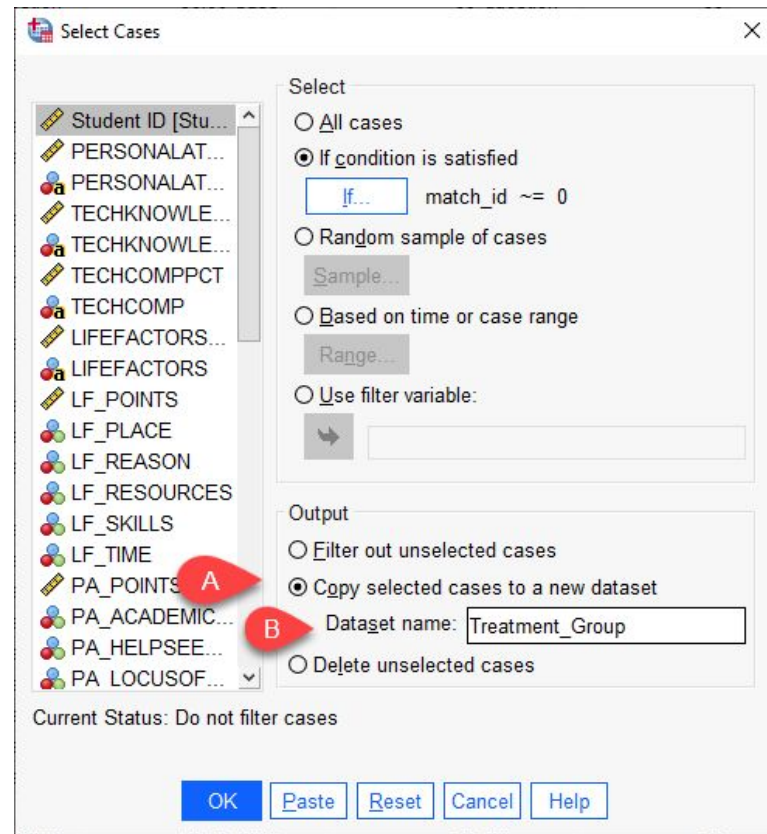 Select Cases
Student ID [Stu...
PERSONALAT...
PERSONALAT...
TECHKNOWLE...
TECHKNOWLE...
TECHCOMPPCT
TECHCOMP
LIFEFACTORS...
LIFEFACTORS
LF_POINTS
LF_PLACE
LF_REASON
LF_RESOURCES
LF_SKILLS
LF_TIME
PA_POINTS
PA_ACADEMIC...
PA_HELPSEE...
PA_LOCUSOF...
Select
All cases
If condition is satisfied
If... match_id ~= 0
Random sample of cases
Sample...
Based on time or case range
Range...
Use filter variable:
Output
Filter out unselected cases
A Copy selected cases to a new dataset
B Dataset name: Treatment_Group
Delete unselected cases
Current Status: Do not filter cases
OK Paste Reset Cancel Help